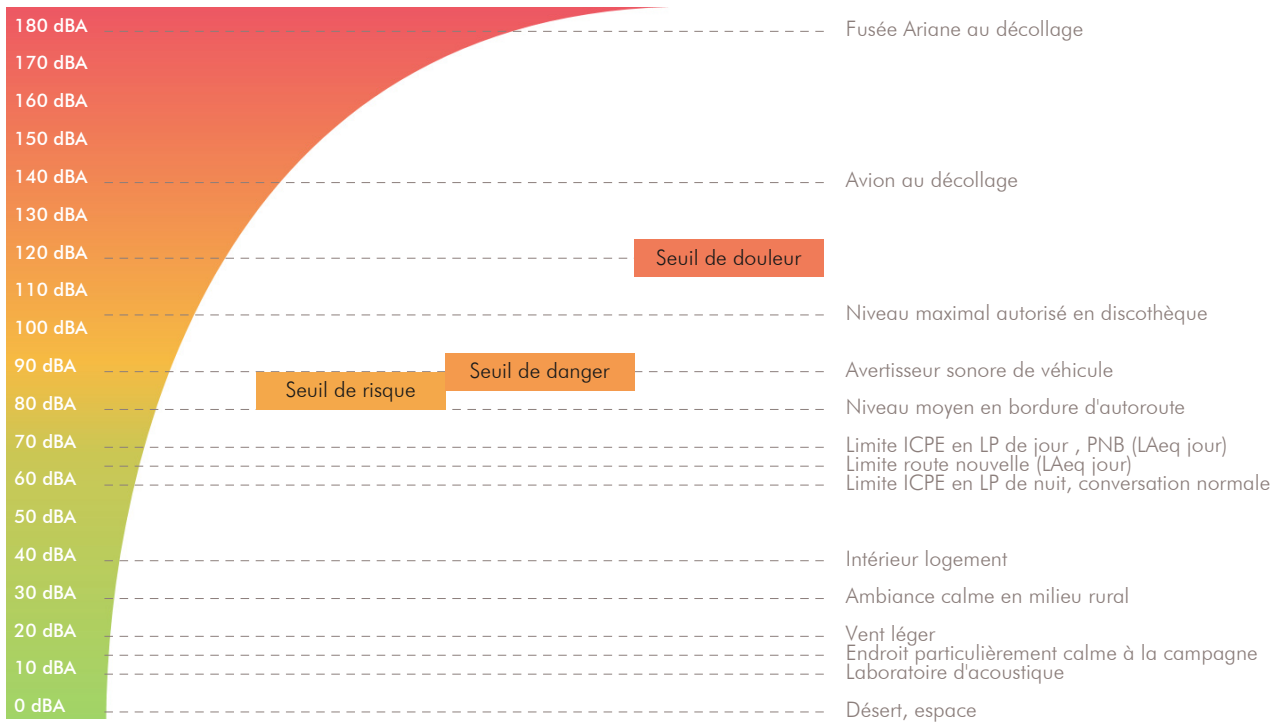 180 dBA
Fusée Ariane au décollage
170 dBA
160 dBA
150 dBA
140 dBA
Avion au décollage
130 dBA
120 dBA
Seuil de douleur
110 dBA
Niveau maximal autorisé en discothèque
100 dBA
90 dBA
Seuil de danger
Avertisseur sonore de véhicule
Seuil de risque
80 dBA
Niveau moyen en bordure d'autoroute
70 dBA
Limite ICPE en LP de jour , PNB (LAeq jour)
Limite route nouvelle (LAeq jour)
60 dBA
Limite ICPE en LP de nuit, conversation normale
50 dBA
40 dBA
Intérieur logement
30 dBA
Ambiance calme en milieu rural
20 dBA
Vent léger
Endroit particulièrement calme à la campagne
10 dBA
Laboratoire d'acoustique
0 dBA
Désert, espace